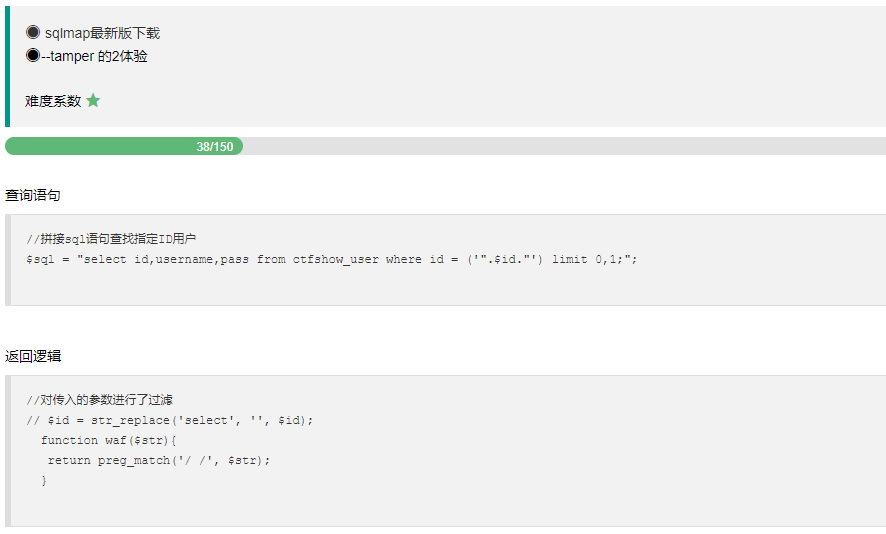 sqlmap最新版下载
--tamper 的2体验
难度系数
38/150
查询语句
//拼接sql语句查找指定ID用户
$sql = "select id,username,pass from ctfshow_user where id = ('".$id."') limit 0,1;";
返回逻辑
//对传入的参数进行了过滤
// $id = str_replace('select', '', $id);
function waf($str){
return preg_match('/ /', $str);
}